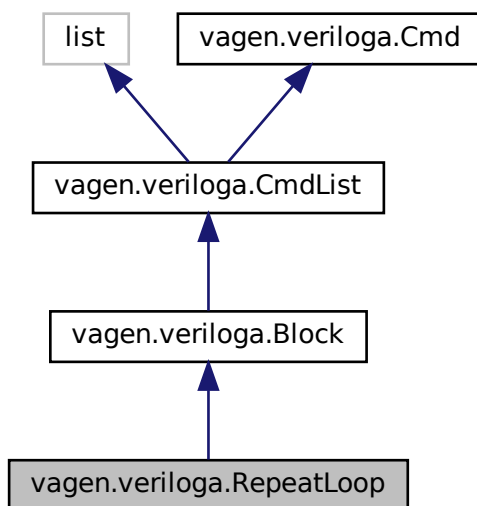 list
vagen.veriloga.Cmd
vagen.veriloga.CmdList
vagen.veriloga.Block
vagen.veriloga.RepeatLoop